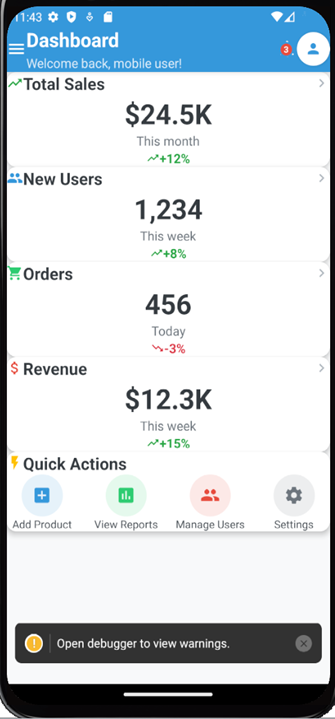 11:43
Dashboard
Welcome back, mobile user!
3
Total Sales
$24.5K
This month
+12%
New Users
1,234
This week
+8%
Orders
456
Today
-3%
Revenue
$12.3K
This week
+15%
Quick Actions
Add Product View Reports Manage Users Settings
Open debugger to view warnings.